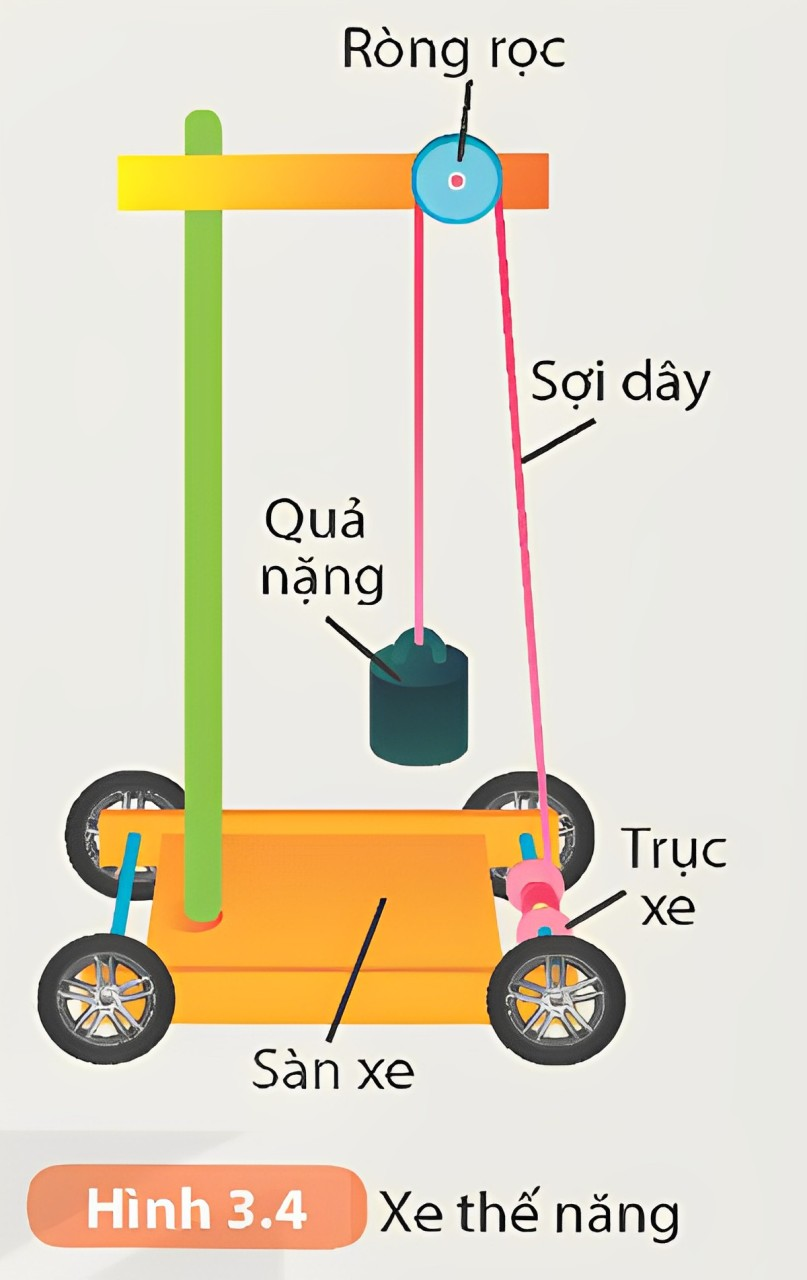 Ròng rọc
Sợi dây
Quả
nặng
Trục
xe
Sàn xe
Hình 3.4 Xe thế năng